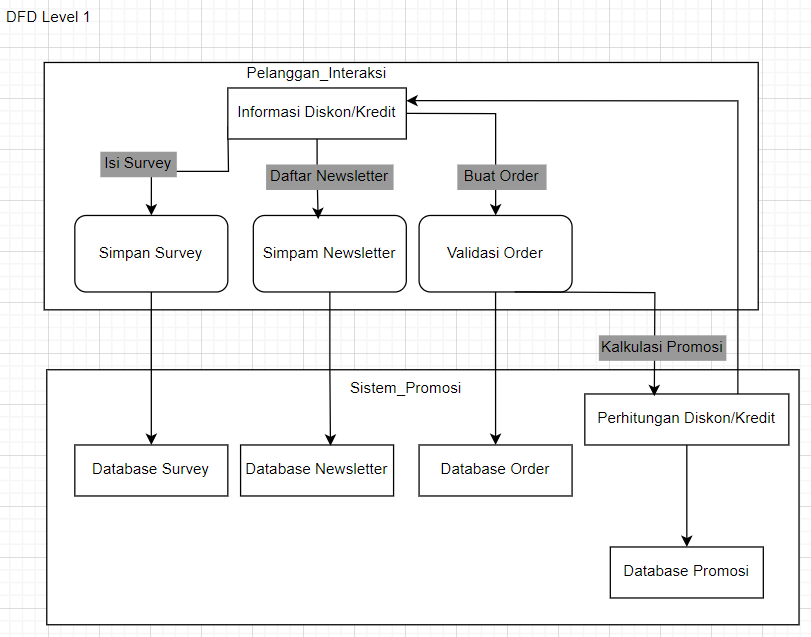 DFD Level 1
Pelanggan_Interaksi
Informasi Diskon/Kredit
Isi Survey
Daftar Newsletter
Buat Order
Simpan Survey
Simpam Newsletter
Validasi Order
Kalkulasi Promosi
Sistem_Promosi
Perhitungan Diskon/Kredit
Database Survey
Database Newsletter
Database Order
Database Promosi